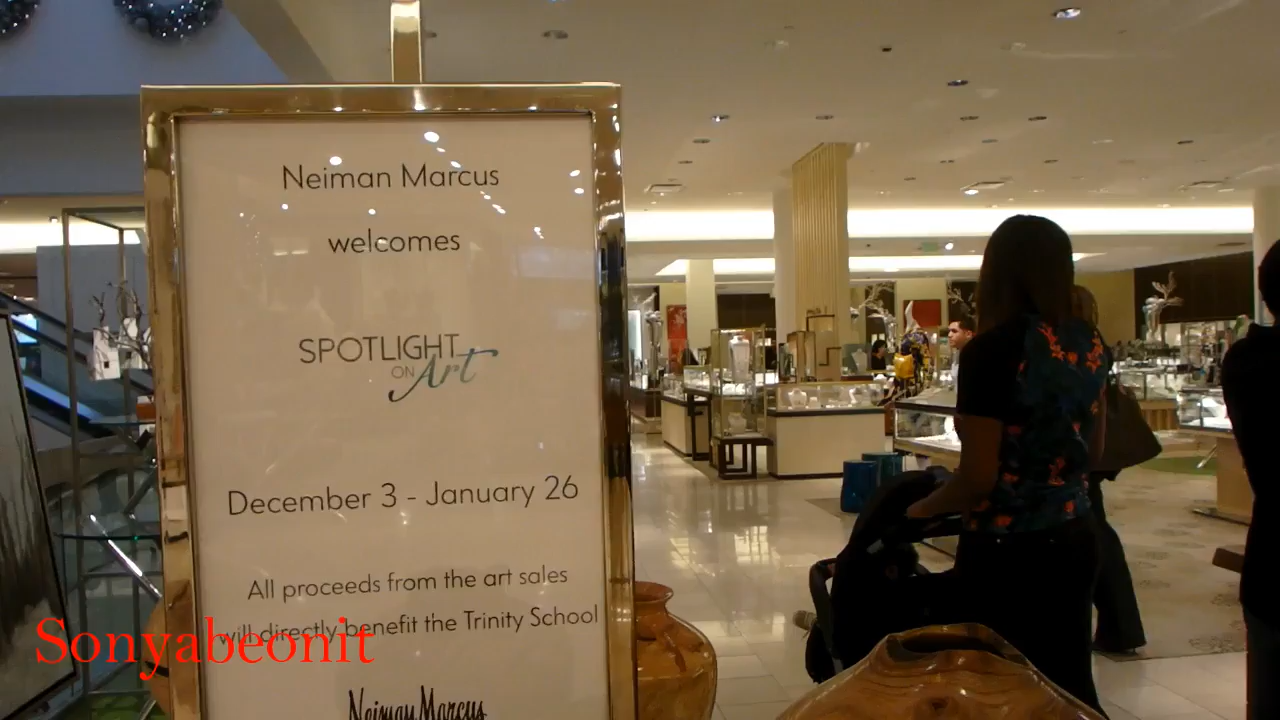 Neiman Marcus
welcomes
SPOTLIGHT
ON Art
December 3 - January 26
All proceeds from the art sales
will directly benefit the Trinity School
Sonyabeonit
Neiman Marcus